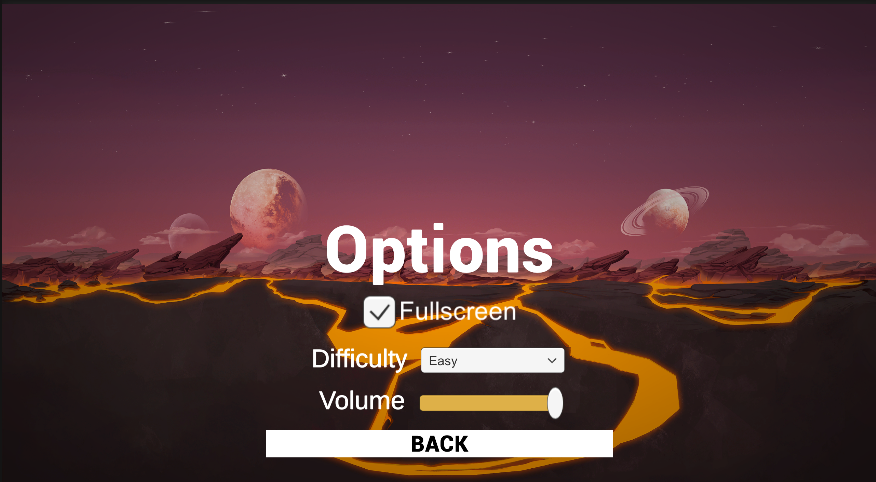 Options
Fullscreen
Difficulty Easy
Volume
BACK